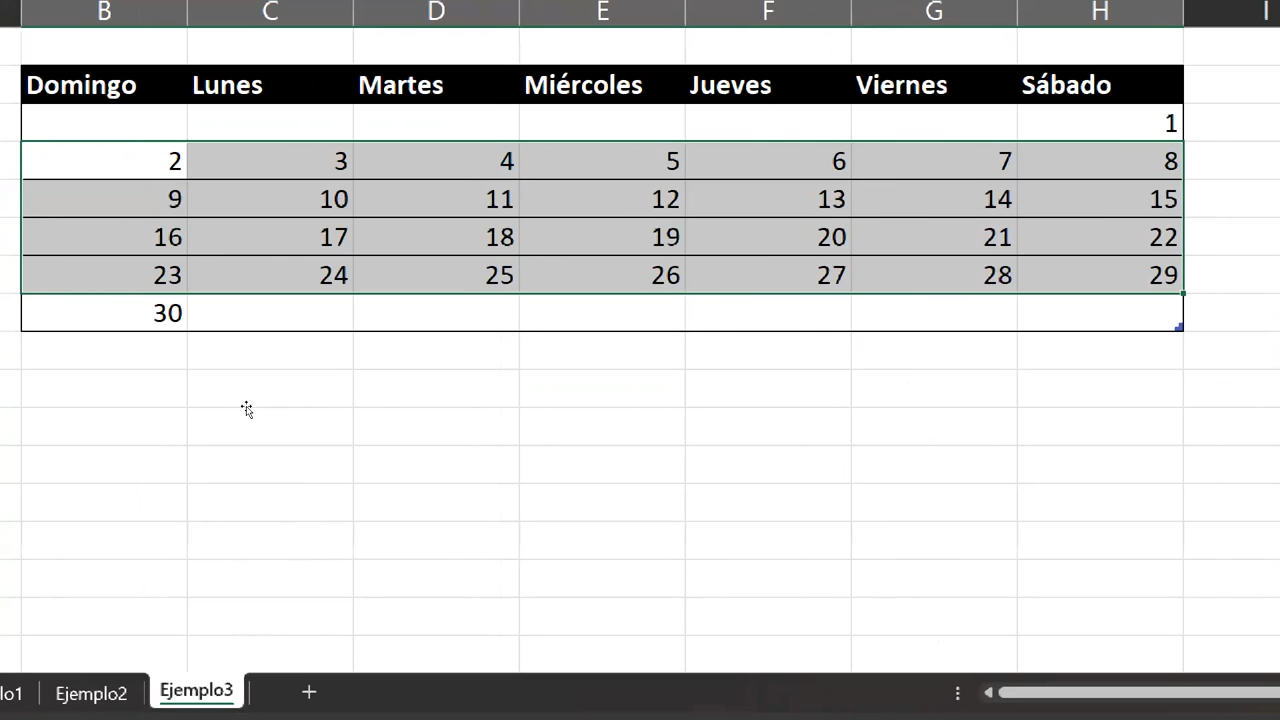 B C D E F G H I
Domingo Lunes Martes Miércoles Jueves Viernes Sábado
1
2 3 4 5 6 7 8
9 10 11 12 13 14 15
16 17 18 19 20 21 22
23 24 25 26 27 28 29
30
lo1 Ejemplo2 Ejemplo3 +